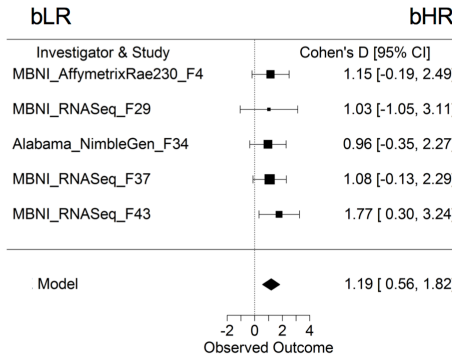 bLR bHR
Investigator & Study Cohen's D [95% CI]
MBNI_AffymetrixRae230_F4 1.15 [-0.19, 2.49]
MBNI_RNASeq_F29 1.03 [-1.05, 3.11]
Alabama_NimbleGen_F34 0.96 [-0.35, 2.27]
MBNI_RNASeq_F37 1.08 [-0.13, 2.29]
MBNI_RNASeq_F43 1.77 [ 0.30, 3.24]
Model 1.19 [ 0.56, 1.82]
-2 0 2 4
Observed Outcome